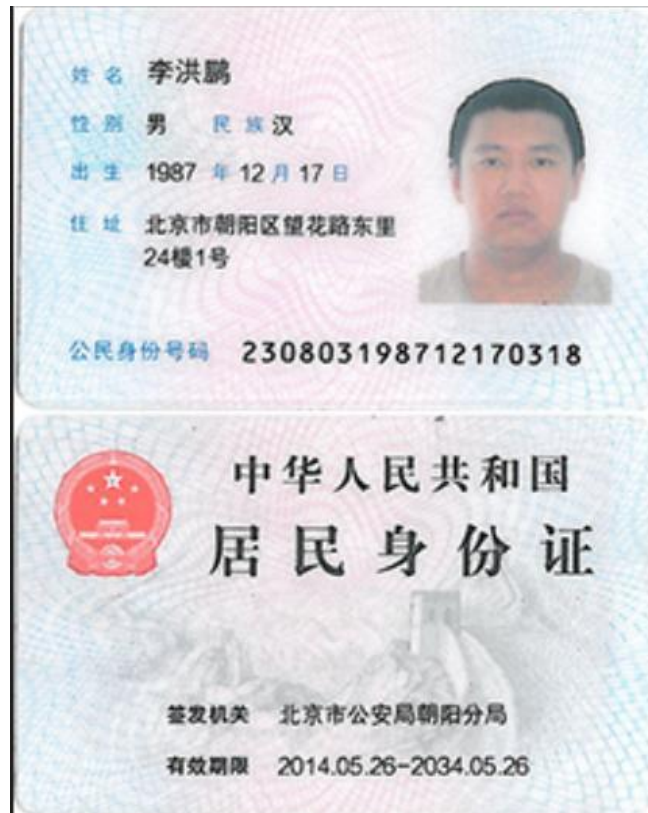 姓名 李洪鹏
性别 男 民族 汉
出生 1987 年 12 月 17 日
住址 北京市朝阳区望花路东里
24楼1号
公民身份号码 230803198712170318
中华人民共和国
居民身份证
签发机关 北京市公安局朝阳分局
有效期限 2014.05.26-2034.05.26